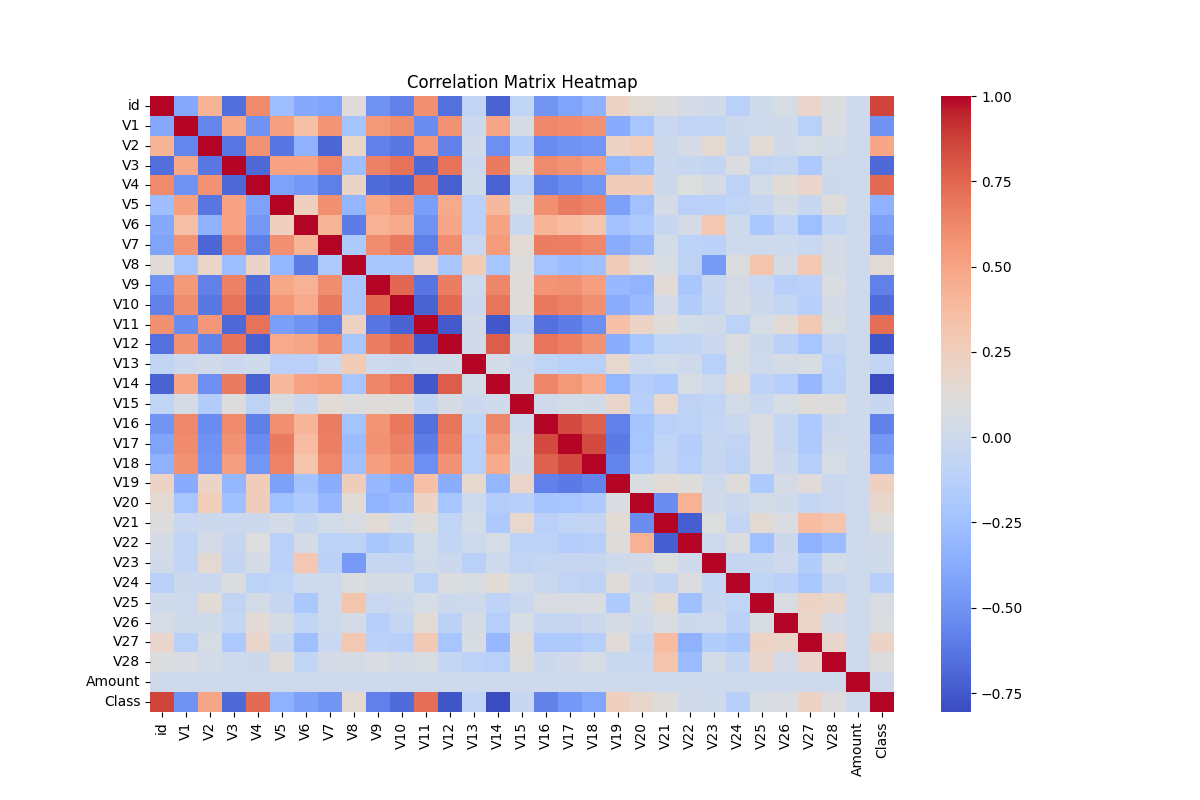 Correlation Matrix Heatmap
id
V1
V2
V3
V4
V5
V6
V7
V8
V9
V10
V11
V12
V13
V14
V15
V16
V17
V18
V19
V20
V21
V22
V23
V24
V25
V26
V27
V28
Amount
Class
id V1 V2 V3 V4 V5 V6 V7 V8 V9 V10 V11 V12 V13 V14 V15 V16 V17 V18 V19 V20 V21 V22 V23 V24 V25 V26 V27 V28 Amount Class
1.00
0.75
0.50
0.25
0.00
−0.25
−0.50
−0.75